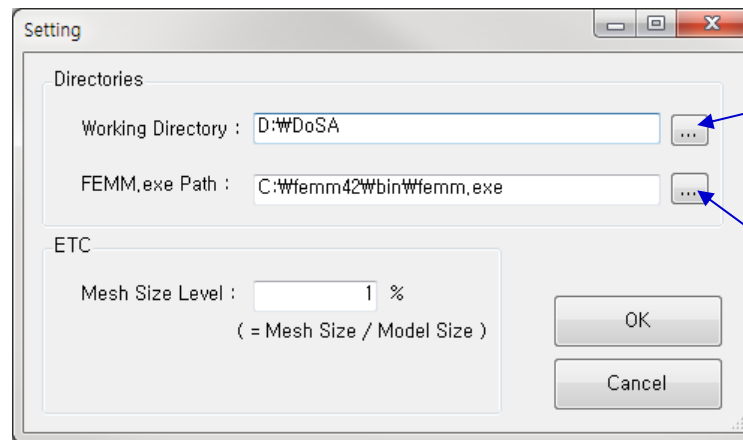 Setting
Directories
Working Directory : D:₩DoSA ...
FEMM,exe Path : C:₩femm42₩bin₩femm,exe ...
ETC
Mesh Size Level : 1 %
( = Mesh Size / Model Size )
OK
Cancel